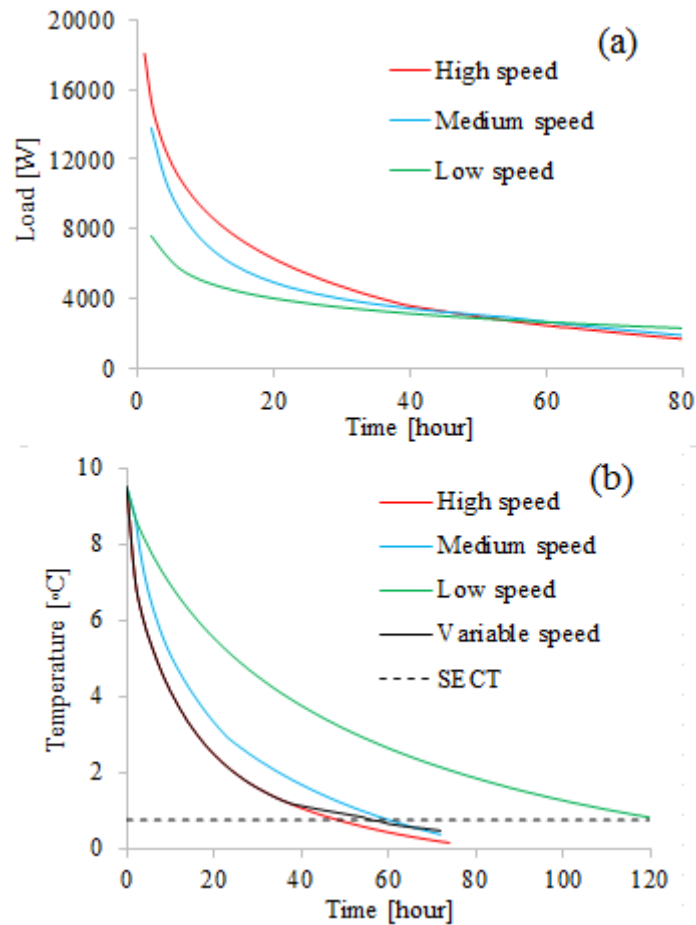 (a)
20000
16000
12000
8000
4000
0
Load [W]
High speed
Medium speed
Low speed
0 20 40 60 80
Time [hour]
(b)
10
8
6
4
2
0
Temperature [°C]
High speed
Medium speed
Low speed
Variable speed
SECT
0 20 40 60 80 100 120
Time [hour]